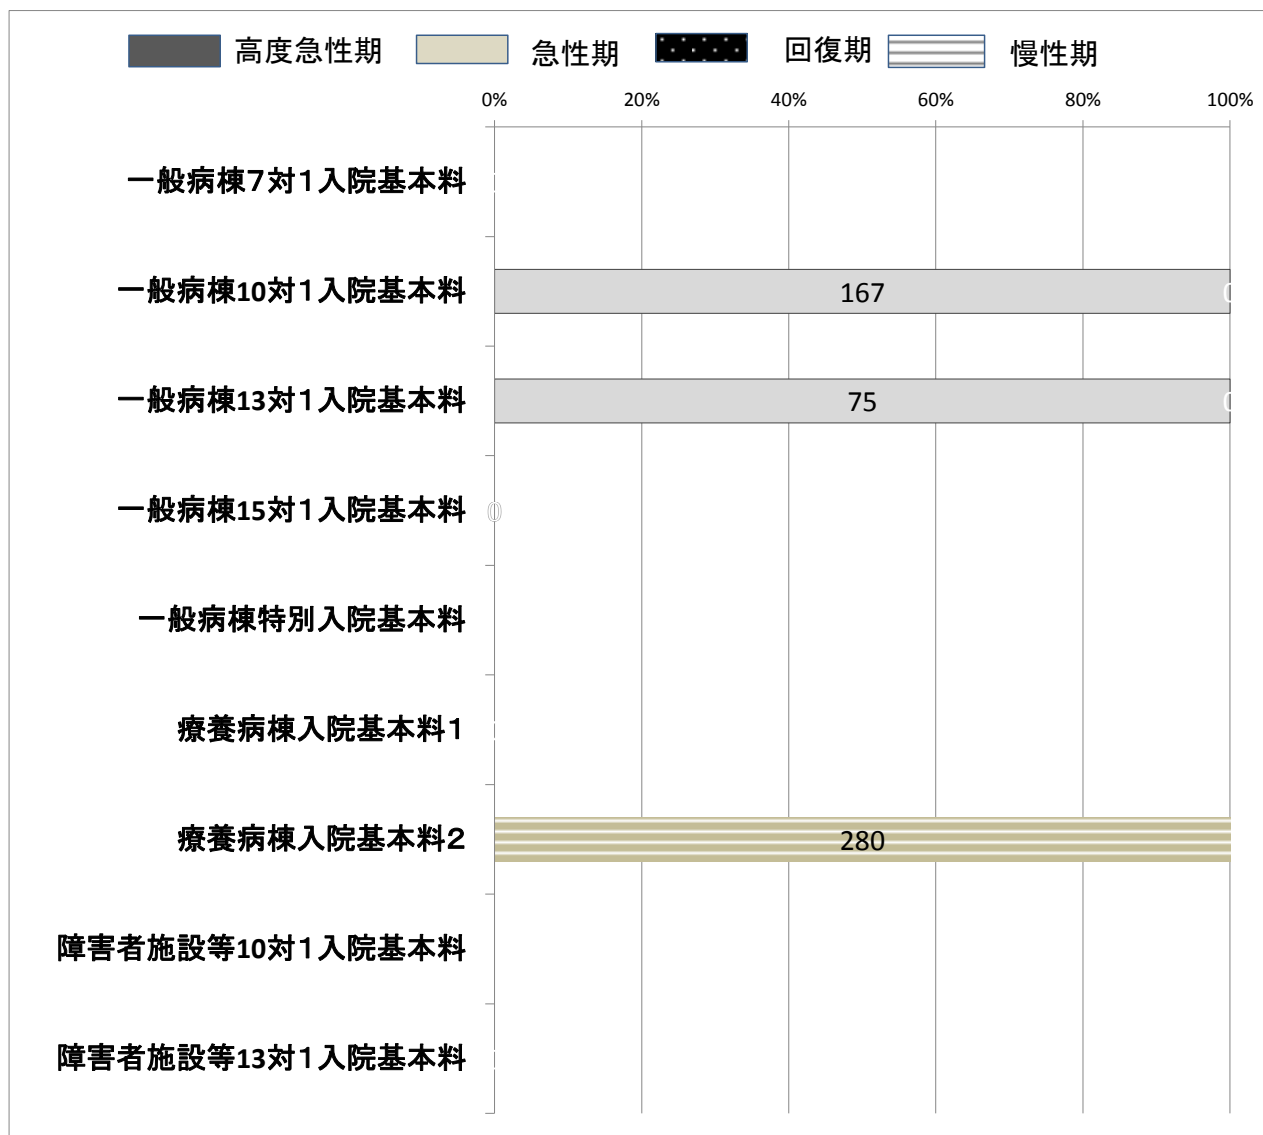 高度急性期 急性期 回復期 慢性期
0% 20% 40% 60% 80% 100%
一般病棟７対１入院基本料
一般病棟10対１入院基本料 167 0
一般病棟13対１入院基本料 75 0
一般病棟15対１入院基本料 0
一般病棟特別入院基本料
療養病棟入院基本料１
療養病棟入院基本料２ 280
障害者施設等10対１入院基本料
障害者施設等13対１入院基本料